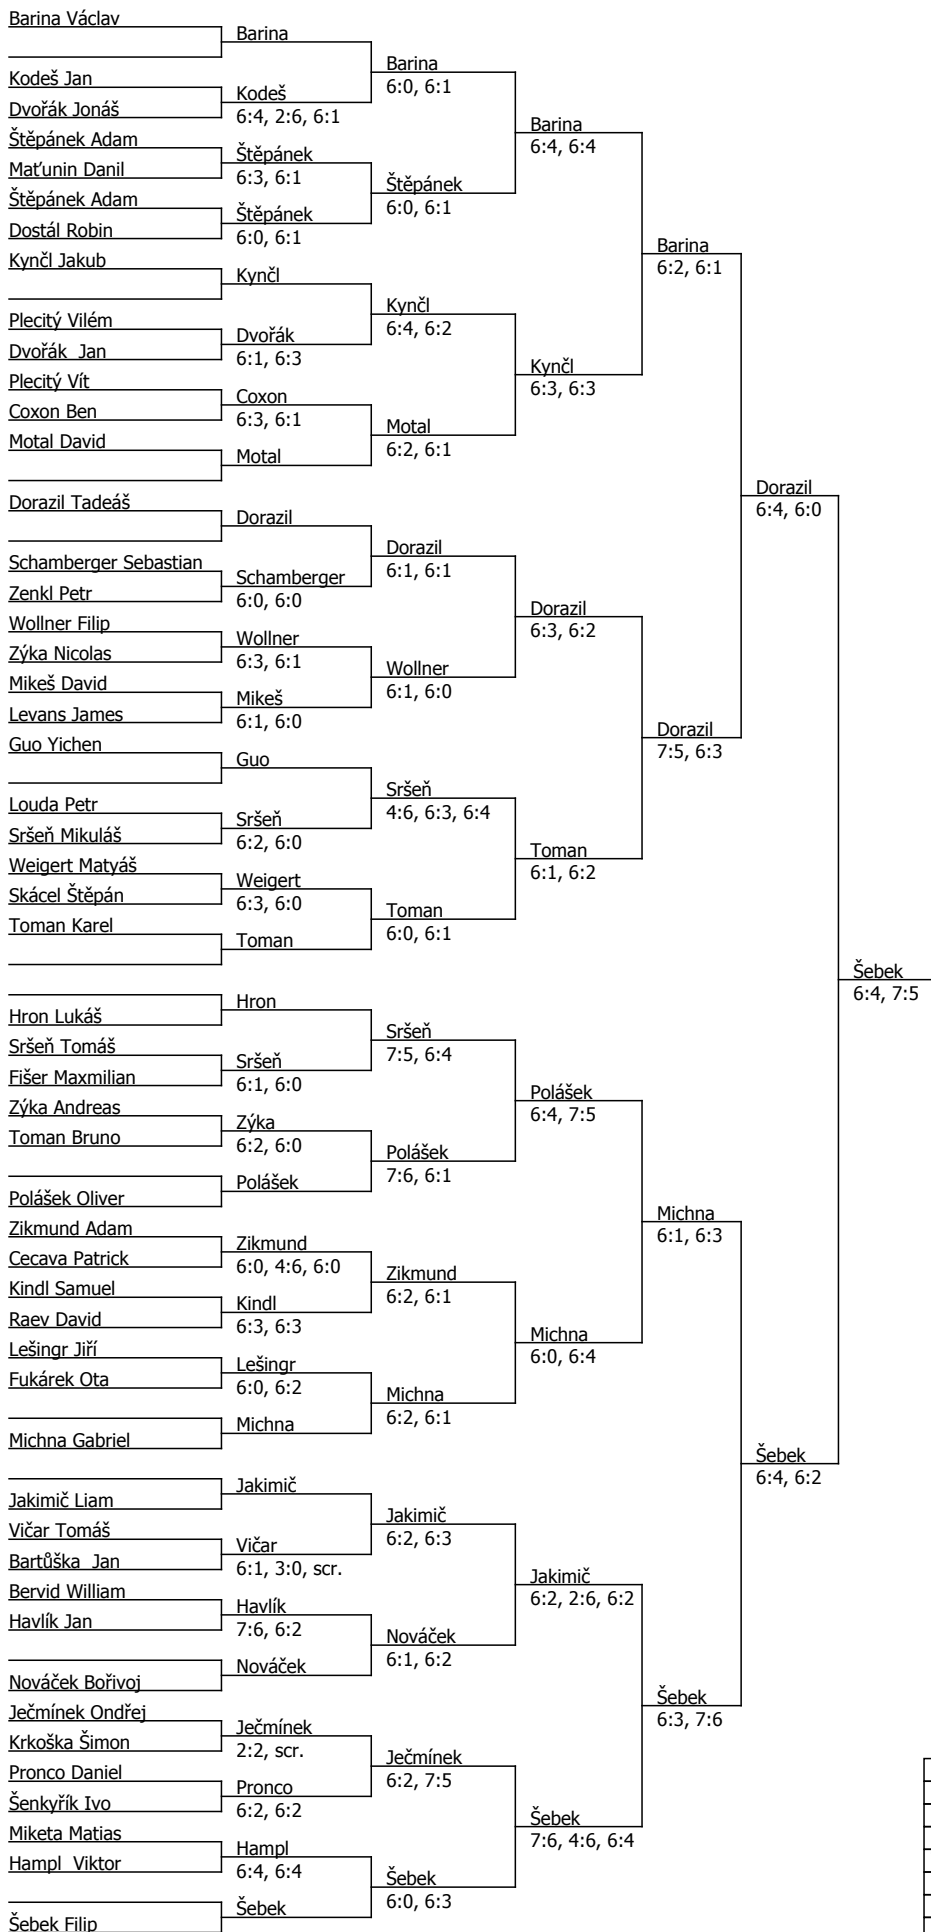 Barina Václav
Kodeš Jan
Dvořák Jonáš
Štěpánek Adam
Maťunin Danil
Štěpánek Adam
Dostál Robin
Kynčl Jakub
Plecitý Vilém
Dvořák  Jan
Plecitý Vít
Coxon Ben
Motal David
Dorazil Tadeáš
Schamberger Sebastian
Zenkl Petr
Wollner Filip
Zýka Nicolas
Mikeš David
Levans James
Guo Yichen
Louda Petr
Sršeň Mikuláš
Weigert Matyáš
Skácel Štěpán
Toman Karel
Hron Lukáš
Sršeň Tomáš
Fišer Maxmilian
Zýka Andreas
Toman Bruno
Polášek Oliver
Zikmund Adam
Cecava Patrick
Kindl Samuel
Raev David
Lešingr Jiří
Fukárek Ota
Michna Gabriel
Jakimič Liam
Vičar Tomáš
Bartůška  Jan
Bervid William
Havlík Jan
Nováček Bořivoj
Ječmínek Ondřej
Krkoška Šimon
Pronco Daniel
Šenkyřík Ivo
Miketa Matias
Hampl  Viktor
Šebek Filip
Barina
Kodeš
6:4, 2:6, 6:1
Štěpánek
6:3, 6:1
Štěpánek
6:0, 6:1
Kynčl
Dvořák
6:1, 6:3
Coxon
6:3, 6:1
Motal
Dorazil
Schamberger
6:0, 6:0
Wollner
6:3, 6:1
Mikeš
6:1, 6:0
Guo
Sršeň
6:2, 6:0
Weigert
6:3, 6:0
Toman
Hron
Sršeň
6:1, 6:0
Zýka
6:2, 6:0
Polášek
Zikmund
6:0, 4:6, 6:0
Kindl
6:3, 6:3
Lešingr
6:0, 6:2
Michna
Jakimič
Vičar
6:1, 3:0, scr.
Havlík
7:6, 6:2
Nováček
Ječmínek
2:2, scr.
Pronco
6:2, 6:2
Hampl
6:4, 6:4
Šebek
Barina
6:0, 6:1
Štěpánek
6:0, 6:1
Kynčl
6:4, 6:2
Motal
6:2, 6:1
Dorazil
6:1, 6:1
Wollner
6:1, 6:0
Sršeň
4:6, 6:3, 6:4
Toman
6:0, 6:1
Sršeň
7:5, 6:4
Polášek
7:6, 6:1
Zikmund
6:2, 6:1
Michna
6:2, 6:1
Jakimič
6:2, 6:3
Nováček
6:1, 6:2
Ječmínek
6:2, 7:5
Šebek
6:0, 6:3
Barina
6:4, 6:4
Kynčl
6:3, 6:3
Dorazil
6:3, 6:2
Toman
6:1, 6:2
Polášek
6:4, 7:5
Michna
6:0, 6:4
Jakimič
6:2, 2:6, 6:2
Šebek
7:6, 4:6, 6:4
Barina
6:2, 6:1
Dorazil
7:5, 6:3
Michna
6:1, 6:3
Šebek
6:3, 7:6
Dorazil
6:4, 6:0
Šebek
6:4, 6:2
Šebek
6:4, 7:5